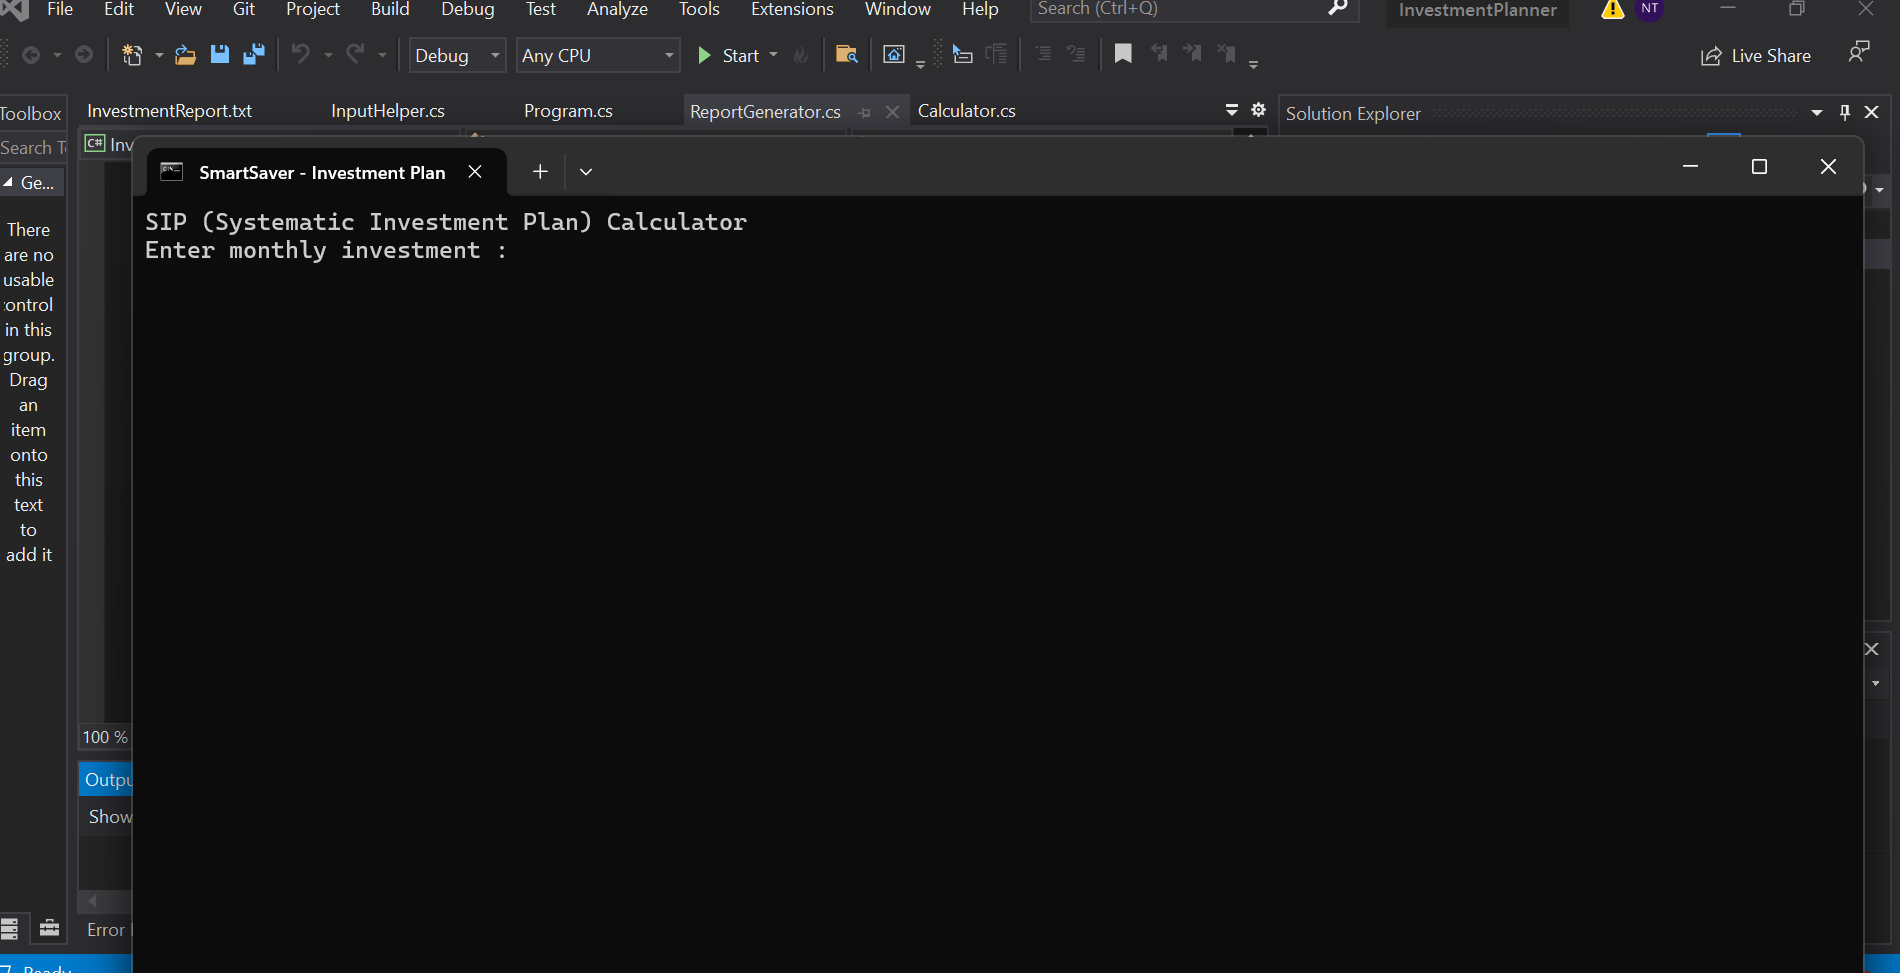 File Edit View Git Project Build Debug Test Analyze Tools Extensions Window Help Search (Ctrl+Q) InvestmentPlanner NT
Debug Any CPU Start Live Share
Toolbox InvestmentReport.txt InputHelper.cs Program.cs ReportGenerator.cs Calculator.cs Solution Explorer
Search C# Inv
SmartSaver - Investment Plan
Ge...
SIP (Systematic Investment Plan) Calculator
Enter monthly investment :
There
are no
usable
control
in this
group.
Drag
an
item
onto
this
text
to
add it
100 %
Outpu
Show
Error
Ready